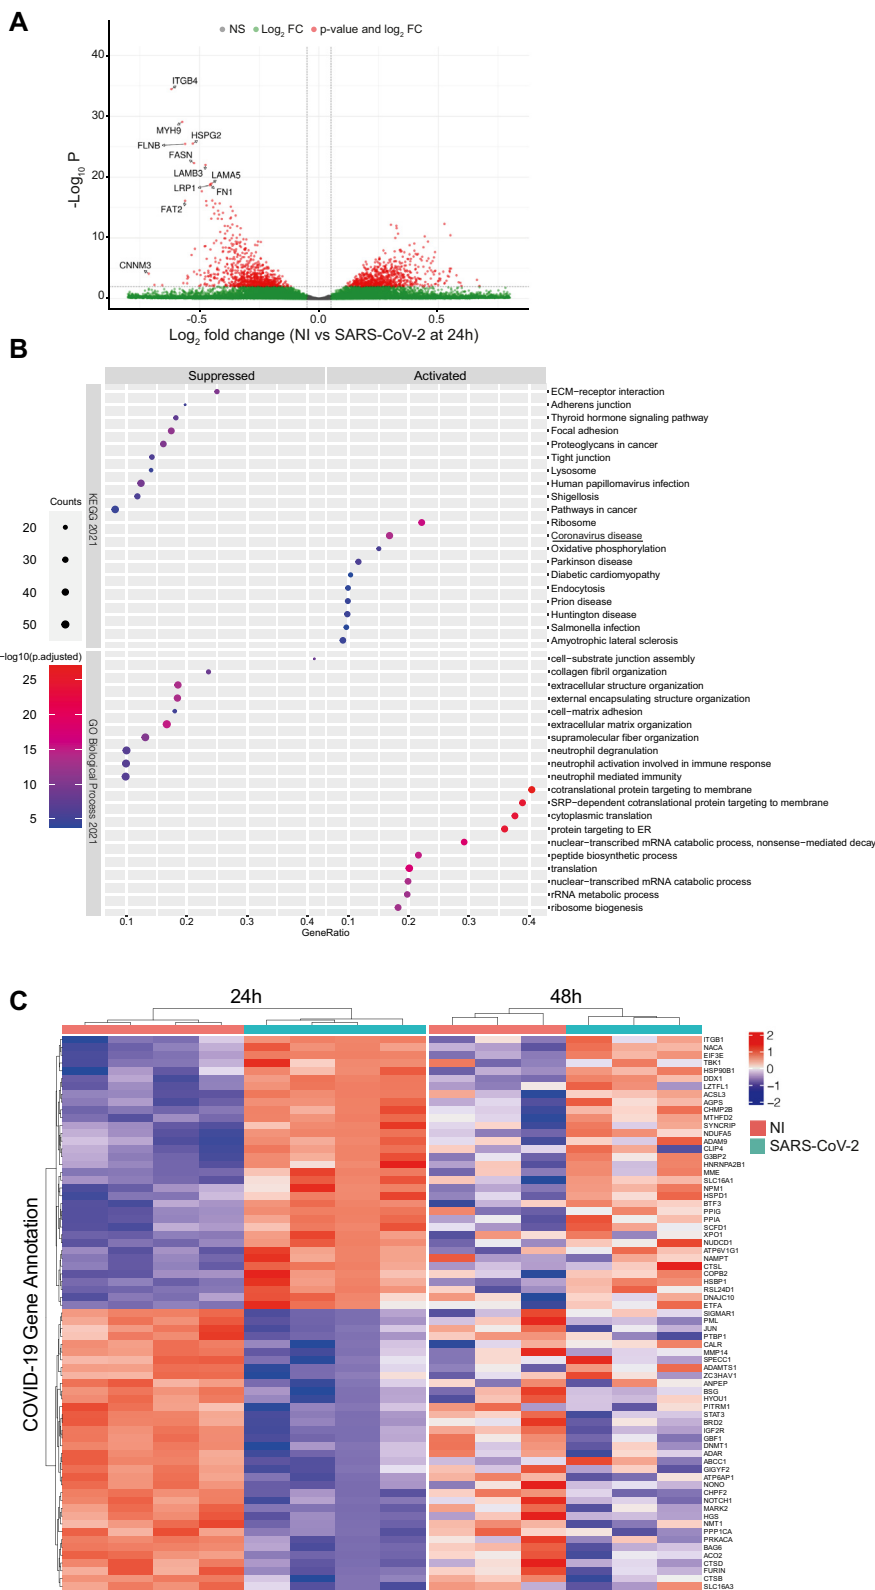 A
NS Log2 FC p-value and log2 FC
40
30
20
10
0
-Log10 P
ITGB4
MYH9
HSPG2
FLNB
FASN
LAMB3
LAMA5
LRP1
FN1
FAT2
CNNM3
-0.5 0.0 0.5
Log2 fold change (NI vs SARS-CoV-2 at 24h)
B
Suppressed Activated
KEGG 2021
ECM−receptor interaction
Adherens junction
Thyroid hormone signaling pathway
Focal adhesion
Proteoglycans in cancer
Tight junction
Lysosome
Human papillomavirus infection
Shigellosis
Pathways in cancer
Ribosome
Coronavirus disease
Oxidative phosphorylation
Parkinson disease
Diabetic cardiomyopathy
Endocytosis
Prion disease
Huntington disease
Salmonella infection
Amyotrophic lateral sclerosis
Counts
20
30
40
50
−log10(p.adjusted)
25
20
15
10
5
GO Biological Process 2021
cell−substrate junction assembly
collagen fibril organization
extracellular structure organization
external encapsulating structure organization
cell−matrix adhesion
extracellular matrix organization
supramolecular fiber organization
neutrophil degranulation
neutrophil activation involved in immune response
neutrophil mediated immunity
cotranslational protein targeting to membrane
SRP−dependent cotranslational protein targeting to membrane
cytoplasmic translation
protein targeting to ER
nuclear−transcribed mRNA catabolic process, nonsense−mediated decay
peptide biosynthetic process
translation
nuclear−transcribed mRNA catabolic process
rRNA metabolic process
ribosome biogenesis
0.1 0.2 0.3 0.4 0.1 0.2 0.3 0.4
GeneRatio
C
24h 48h
COVID-19 Gene Annotation
ITGB1
NACA
EIF3E
TBK1
HSP90B1
DDX1
LZTFL1
ACSL3
AGPS
CHMP2B
MTHFD2
SYNCRIP
NDUFA5
ADAM9
CLIP4
G3BP2
HNRNPA2B1
MME
SLC16A1
NPM1
HSPD1
BTF3
PPIG
PPIA
SCFD1
XPO1
NUDCD1
ATP6V1G1
NAMPT
CTSL
COPB2
HSBP1
RSL24D1
DNAJC10
ETFA
SIGMAR1
PML
JUN
PTBP1
CALR
MMP14
SPECC1
ADAMTS1
ZC3HAV1
ANPEP
BSG
HYOU1
PITRM1
STAT3
BRD2
IGF2R
GBF1
DNMT1
ADAR
ABCC1
GIGYF2
ATP6AP1
NONO
CHPF2
NOTCH1
MARK2
HGS
NMT1
PPP1CA
PRKACA
BAG6
ACO2
CTSD
FURIN
CTSB
SLC16A3
2
1
0
−1
−2
NI
SARS-CoV-2